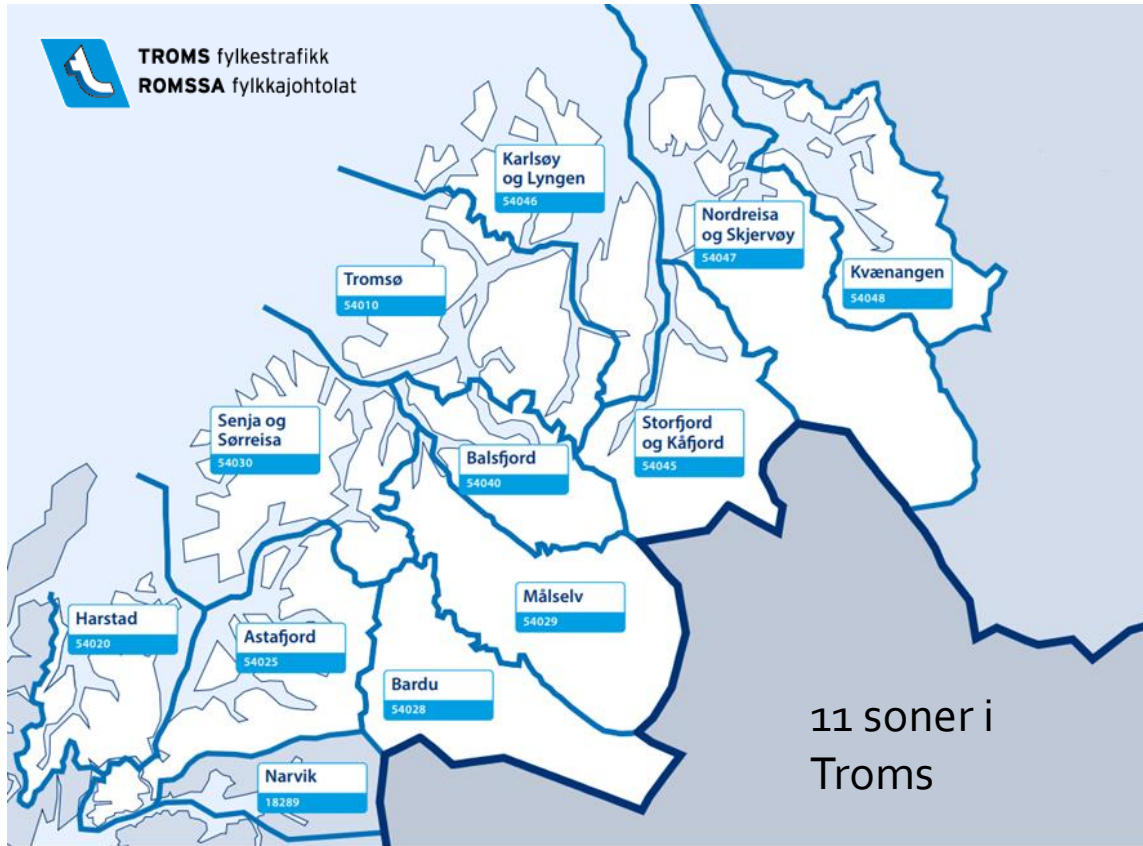 TROMS fylkestrafikk
ROMSSA fylkkajohtolat
Karlsøy
og Lyngen
54046
Nordreisa
og Skjervøy
54047
Tromsø
54010
Kvænangen
54048
Senja og
Sørreisa
54030
Balsfjord
54040
Storfjord
og Kåfjord
54045
Harstad
54020
Astafjord
54025
Målselv
54029
Bardu
54028
Narvik
18289
11 soner i
Troms